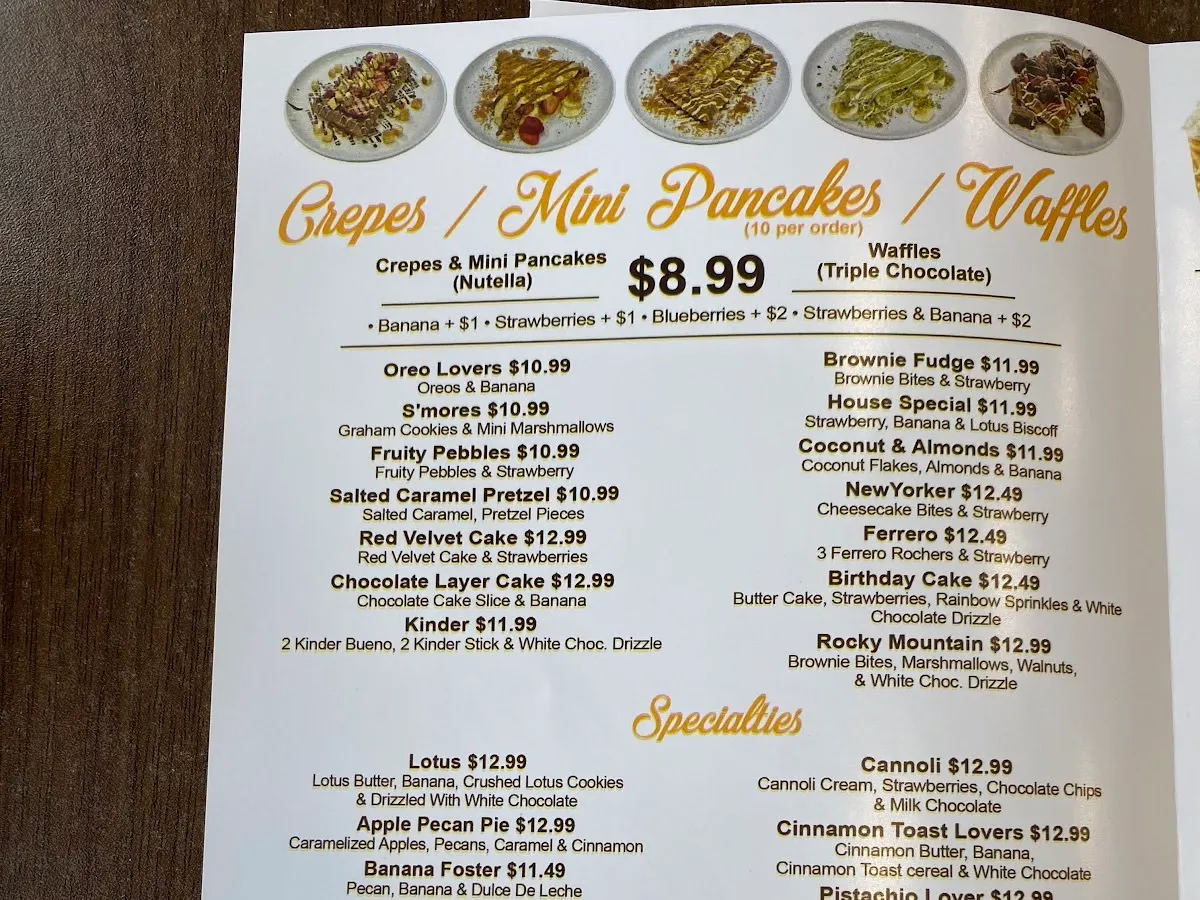 Crepes / Mini Pancakes / Waffles
(10 per order)
Crepes & Mini Pancakes
(Nutella)
$8.99
Waffles
(Triple Chocolate)
• Banana + $1 • Strawberries + $1 • Blueberries + $2 • Strawberries & Banana + $2
Oreo Lovers $10.99
Oreos & Banana
S'mores $10.99
Graham Cookies & Mini Marshmallows
Fruity Pebbles $10.99
Fruity Pebbles & Strawberry
Salted Caramel Pretzel $10.99
Salted Caramel, Pretzel Pieces
Red Velvet Cake $12.99
Red Velvet Cake & Strawberries
Chocolate Layer Cake $12.99
Chocolate Cake Slice & Banana
Kinder $11.99
2 Kinder Bueno, 2 Kinder Stick & White Choc. Drizzle
Brownie Fudge $11.99
Brownie Bites & Strawberry
House Special $11.99
Strawberry, Banana & Lotus Biscoff
Coconut & Almonds $11.99
Coconut Flakes, Almonds & Banana
NewYorker $12.49
Cheesecake Bites & Strawberry
Ferrero $12.49
3 Ferrero Rochers & Strawberry
Birthday Cake $12.49
Butter Cake, Strawberries, Rainbow Sprinkles & White
Chocolate Drizzle
Rocky Mountain $12.99
Brownie Bites, Marshmallows, Walnuts,
& White Choc. Drizzle
Specialties
Lotus $12.99
Lotus Butter, Banana, Crushed Lotus Cookies
& Drizzled With White Chocolate
Apple Pecan Pie $12.99
Caramelized Apples, Pecans, Caramel & Cinnamon
Banana Foster $11.49
Pecan, Banana & Dulce De Leche
Cannoli $12.99
Cannoli Cream, Strawberries, Chocolate Chips
& Milk Chocolate
Cinnamon Toast Lovers $12.99
Cinnamon Butter, Banana,
Cinnamon Toast cereal & White Chocolate
Pistachio Lover $12.99